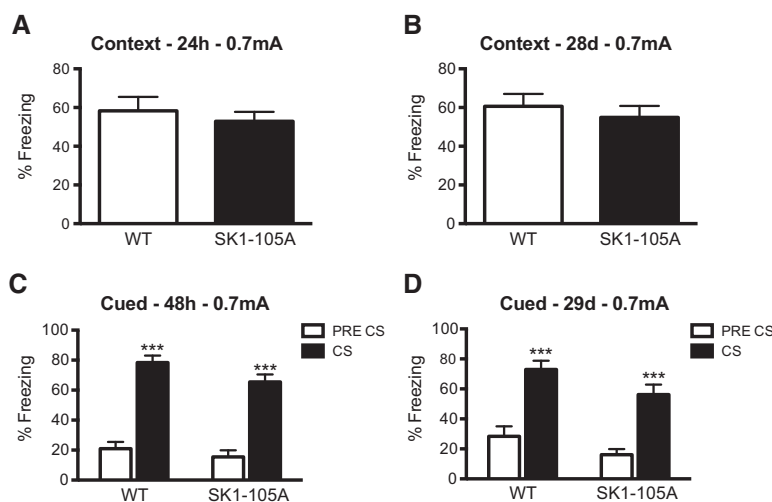 A
Context - 24h - 0.7mA
% Freezing
80
60
40
20
0
WT SK1-105A
B
Context - 28d - 0.7mA
% Freezing
80
60
40
20
0
WT SK1-105A
C
Cued - 48h - 0.7mA
% Freezing
100
80
60
40
20
0
***
***
PRE CS
CS
WT SK1-105A
D
Cued - 29d - 0.7mA
% Freezing
100
80
60
40
20
0
***
***
PRE CS
CS
WT SK1-105A